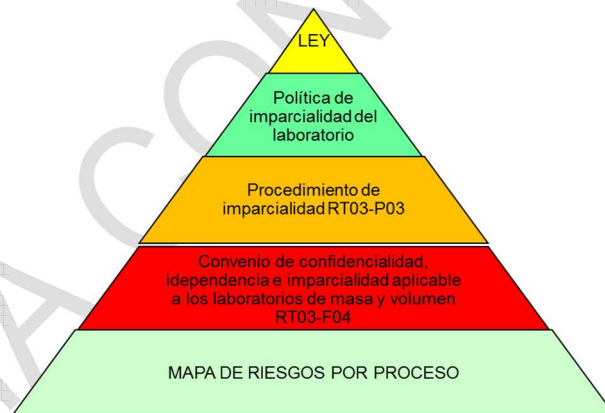 LEY
Política de
imparcialidad del
laboratorio
Procedimiento de
imparcialidad RT03-P03
Convenio de confidencialidad,
idependencia e imparcialidad aplicable
a los laboratorios de masa y volumen
RT03-F04
MAPA DE RIESGOS POR PROCESO